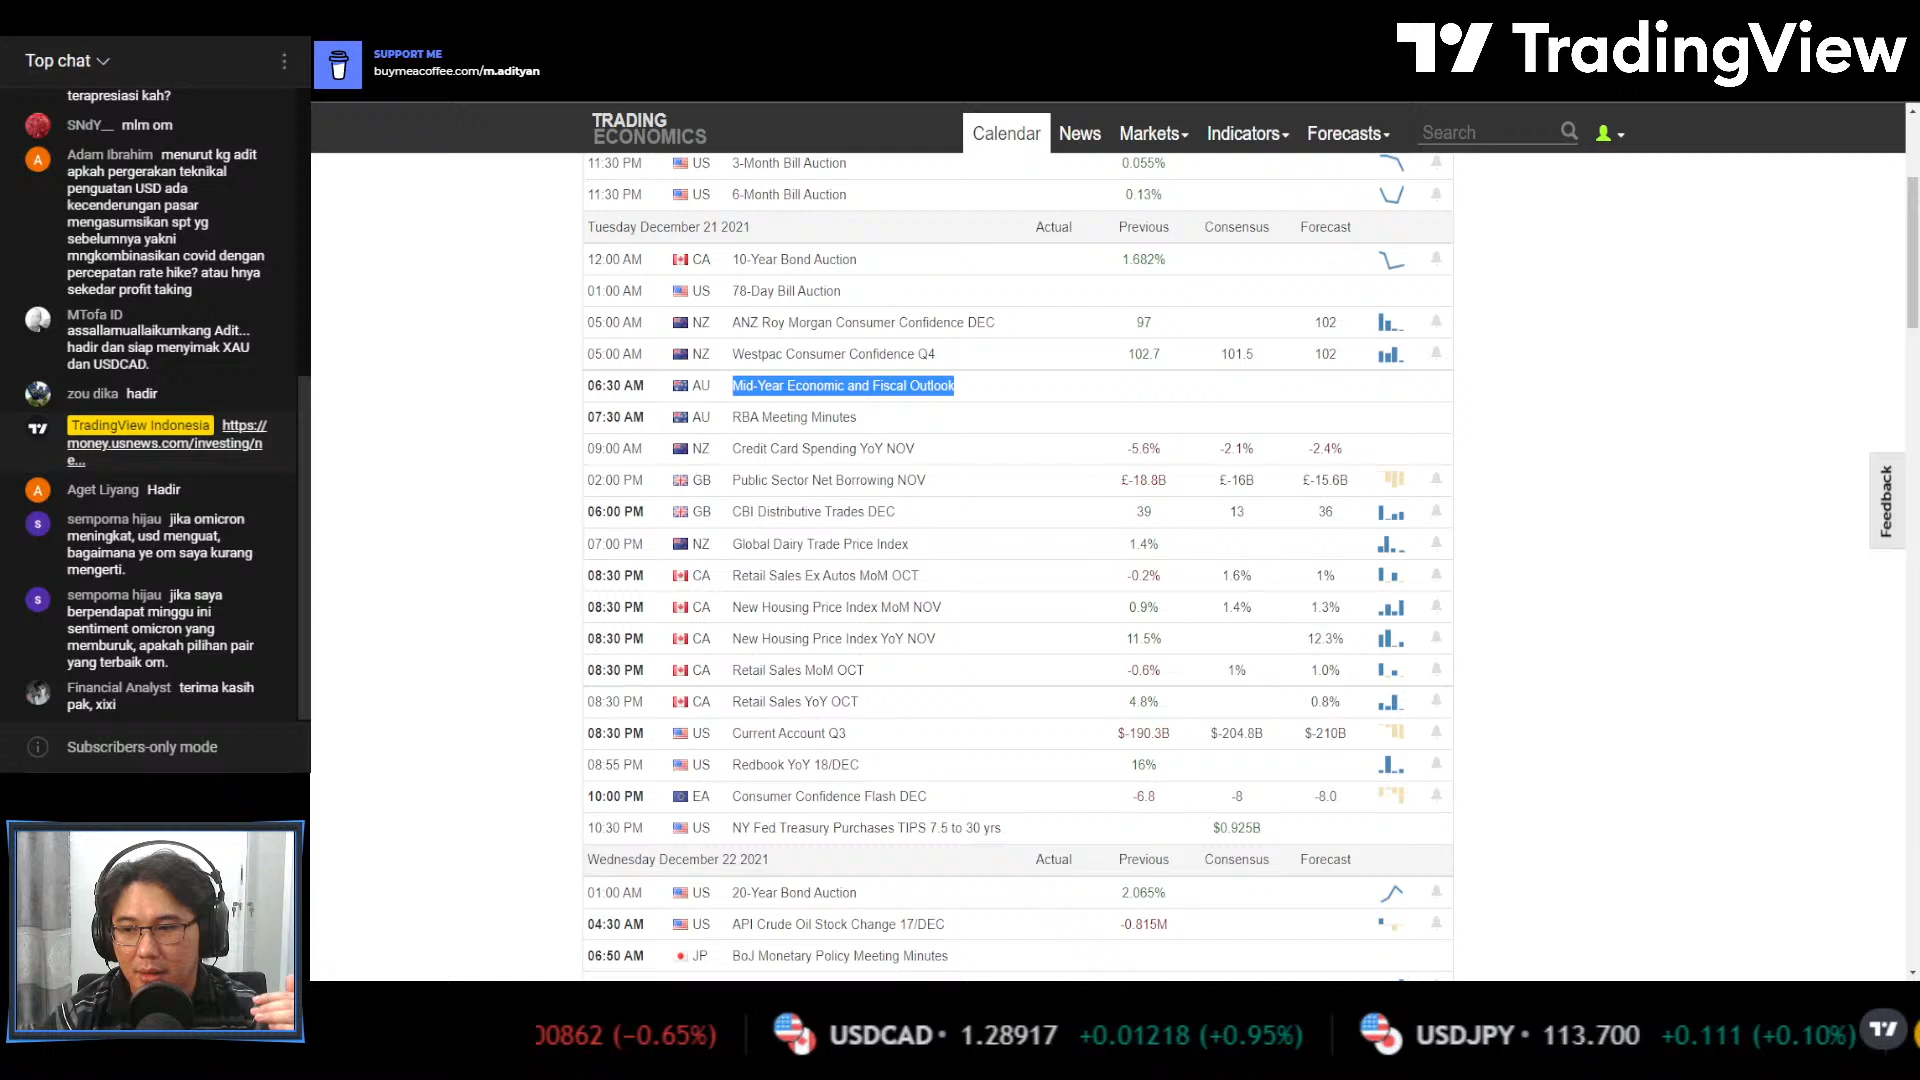 Top chat
terapresiasi kah?
SNdY__ mlm om
Adam Ibrahim menurut kg adit
apkah pergerakan teknikal
penguatan USD ada
kecenderungan pasar
mengasumsikan spt yg
sebelumnya yakni
mngkombinasikan covid dengan
percepatan rate hike? atau hnya
sekedar profit taking
MTofa ID
assallamuallaikumkang Adit...
hadir dan siap menyimak XAU
dan USDCAD.
zou dika hadir
TradingView Indonesia https://
money.usnews.com/investing/n
e...
A
Aget Liyang Hadir
s
semporna hijau jika omicron
meningkat, usd menguat,
bagaimana ye om saya kurang
mengerti.
s
semporna hijau jika saya
berpendapat minggu ini
sentiment omicron yang
memburuk, apakah pilihan pair
yang terbaik om.
Financial Analyst terima kasih
pak, xixi
Subscribers-only mode
SUPPORT ME
buymeacoffee.com/m.adityan
TradingView
TRADING
ECONOMICS
Calendar News Markets Indicators Forecasts Search
11:30 PM US 3-Month Bill Auction 0.055%
11:30 PM US 6-Month Bill Auction 0.13%
Tuesday December 21 2021 Actual Previous Consensus Forecast
12:00 AM CA 10-Year Bond Auction 1.682%
01:00 AM US 78-Day Bill Auction
05:00 AM NZ ANZ Roy Morgan Consumer Confidence DEC 97 102
05:00 AM NZ Westpac Consumer Confidence Q4 102.7 101.5 102
06:30 AM AU Mid-Year Economic and Fiscal Outlook
07:30 AM AU RBA Meeting Minutes
09:00 AM NZ Credit Card Spending YoY NOV -5.6% -2.1% -2.4%
02:00 PM GB Public Sector Net Borrowing NOV £-18.8B £-16B £-15.6B
06:00 PM GB CBI Distributive Trades DEC 39 13 36
07:00 PM NZ Global Dairy Trade Price Index 1.4%
08:30 PM CA Retail Sales Ex Autos MoM OCT -0.2% 1.6% 1%
08:30 PM CA New Housing Price Index MoM NOV 0.9% 1.4% 1.3%
08:30 PM CA New Housing Price Index YoY NOV 11.5% 12.3%
08:30 PM CA Retail Sales MoM OCT -0.6% 1% 1.0%
08:30 PM CA Retail Sales YoY OCT 4.8% 0.8%
08:30 PM US Current Account Q3 $-190.3B $-204.8B $-210B
08:55 PM US Redbook YoY 18/DEC 16%
10:00 PM EA Consumer Confidence Flash DEC -6.8 -8 -8.0
10:30 PM US NY Fed Treasury Purchases TIPS 7.5 to 30 yrs $0.925B
Wednesday December 22 2021 Actual Previous Consensus Forecast
01:00 AM US 20-Year Bond Auction 2.065%
04:30 AM US API Crude Oil Stock Change 17/DEC -0.815M
06:50 AM JP BoJ Monetary Policy Meeting Minutes
Feedback
00862 (−0.65%) USDCAD • 1.28917 +0.01218 (+0.95%) USDJPY • 113.700 +0.111 (+0.10%)